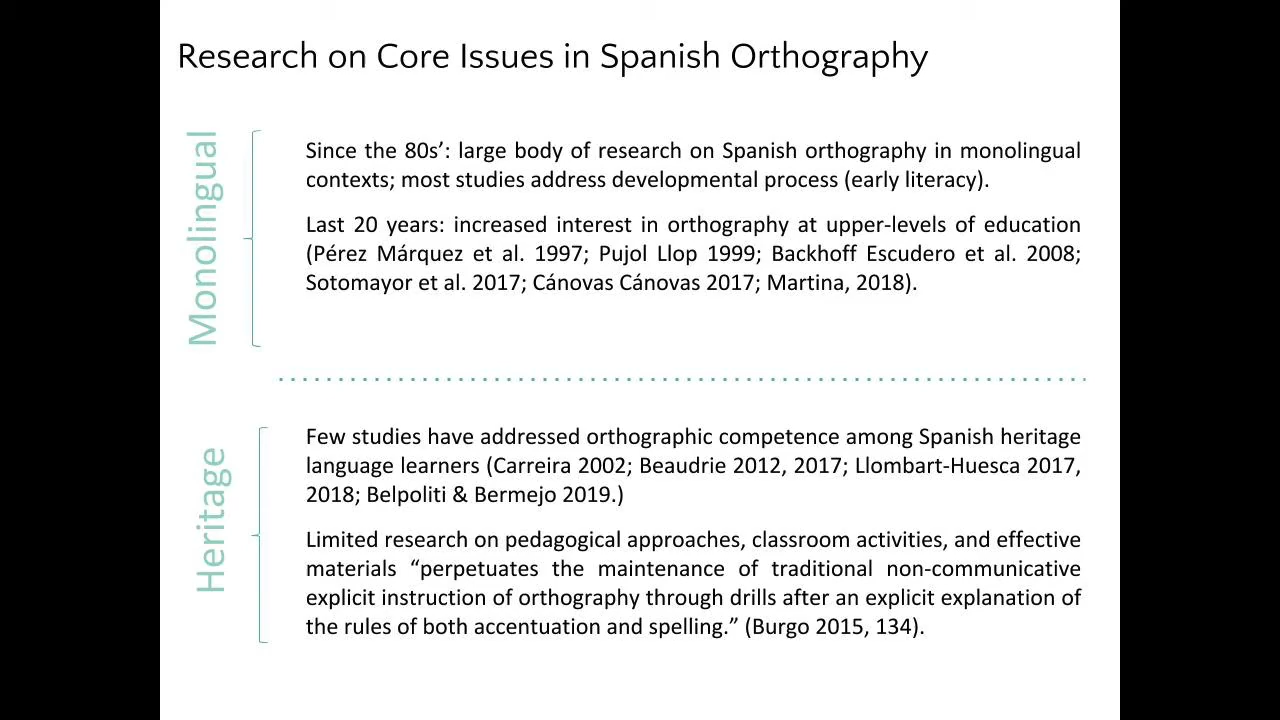 Research on Core Issues in Spanish Orthography
Monolingual
Since the 80s’: large body of research on Spanish orthography in monolingual
contexts; most studies address developmental process (early literacy).
Last 20 years: increased interest in orthography at upper-levels of education
(Pérez Márquez et al. 1997; Pujol Llop 1999; Backhoff Escudero et al. 2008;
Sotomayor et al. 2017; Cánovas Cánovas 2017; Martina, 2018).
Heritage
Few studies have addressed orthographic competence among Spanish heritage
language learners (Carreira 2002; Beaudrie 2012, 2017; Llombart-Huesca 2017,
2018; Belpoliti & Bermejo 2019.)
Limited research on pedagogical approaches, classroom activities, and effective
materials “perpetuates the maintenance of traditional non-communicative
explicit instruction of orthography through drills after an explicit explanation of
the rules of both accentuation and spelling.” (Burgo 2015, 134).